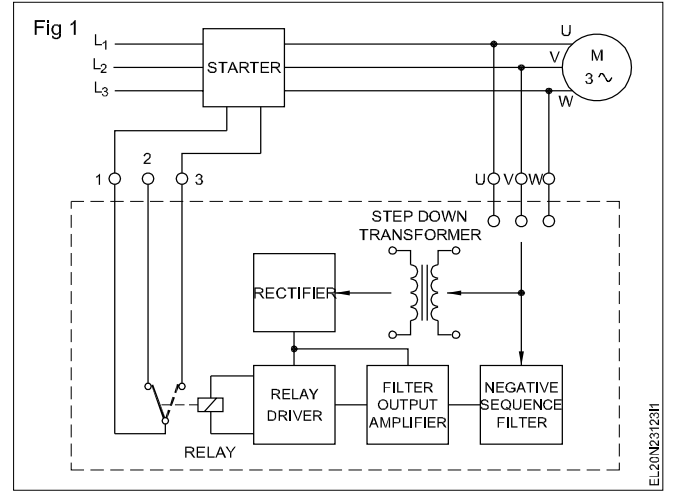 Fig 1
L1
L2
L3
STARTER
U
V
W
M
3 ∿
1
2
3
U
V
W
STEP DOWN
TRANSFORMER
RECTIFIER
RELAY
DRIVER
FILTER
OUTPUT
AMPLIFIER
NEGATIVE
SEQUENCE
FILTER
RELAY
EL20N23123I1